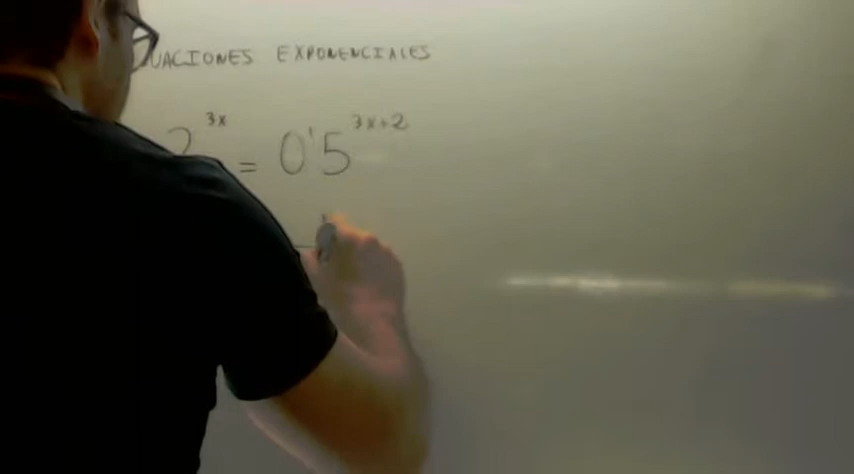 UACIONES EXPONENCIALES
2^3x = 0'5^3x+2